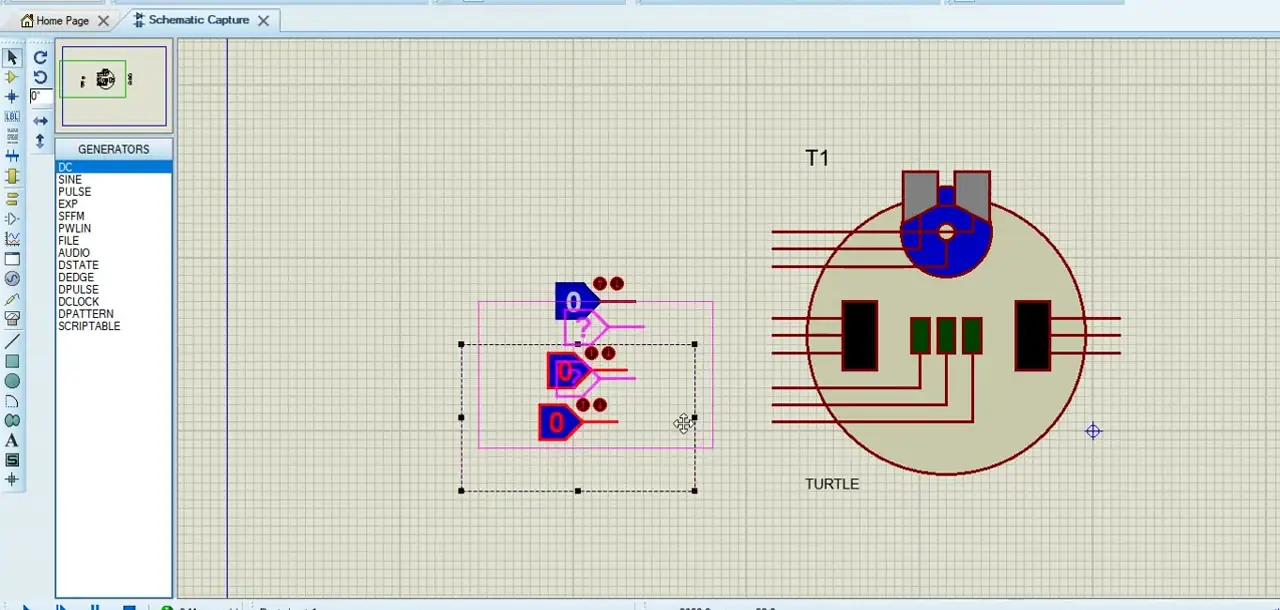 Home Page
Schematic Capture
0°
LBL
GENERATORS
DC
SINE
PULSE
EXP
SFFM
PWLIN
FILE
AUDIO
DSTATE
DEDGE
DPULSE
DCLOCK
DPATTERN
SCRIPTABLE
A
S
T1
0
?
0
?
0
TURTLE